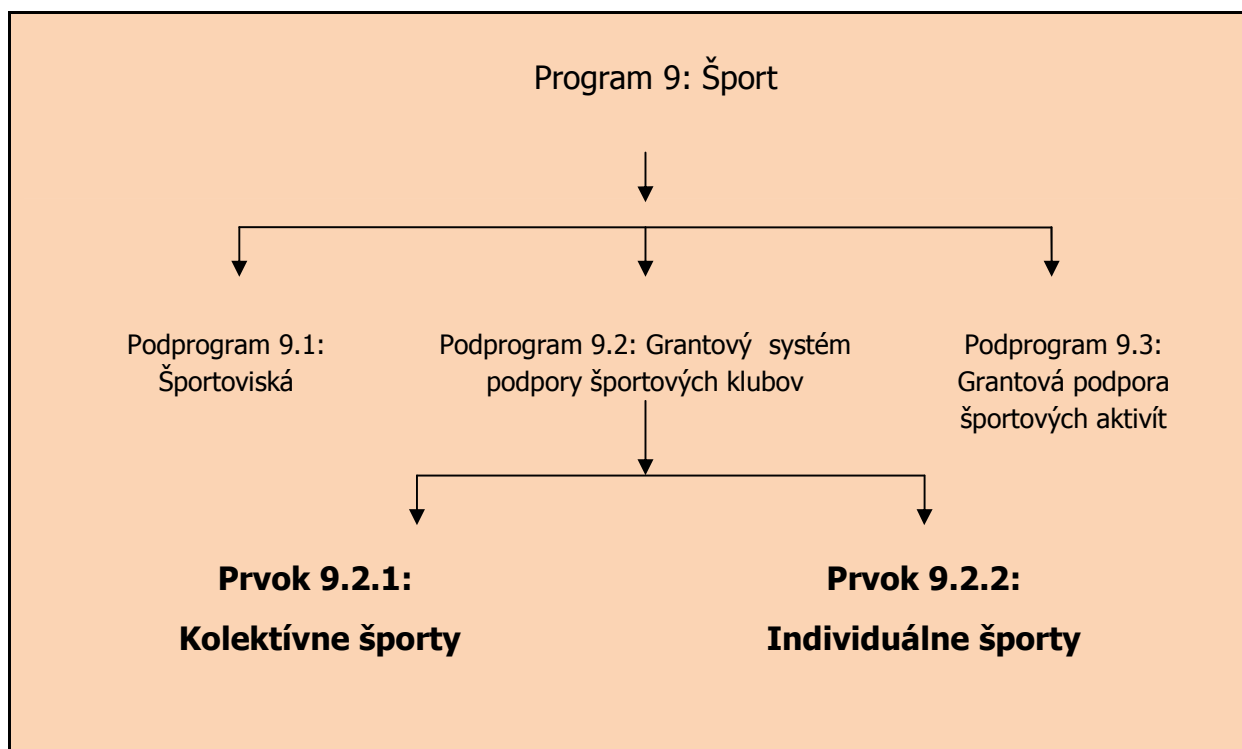 Program 9: Šport
Podprogram 9.1:
Športoviská
Podprogram 9.2: Grantový systém
podpory športových klubov
Podprogram 9.3:
Grantová podpora
športových aktivít
Prvok 9.2.1:
Kolektívne športy
Prvok 9.2.2:
Individuálne športy